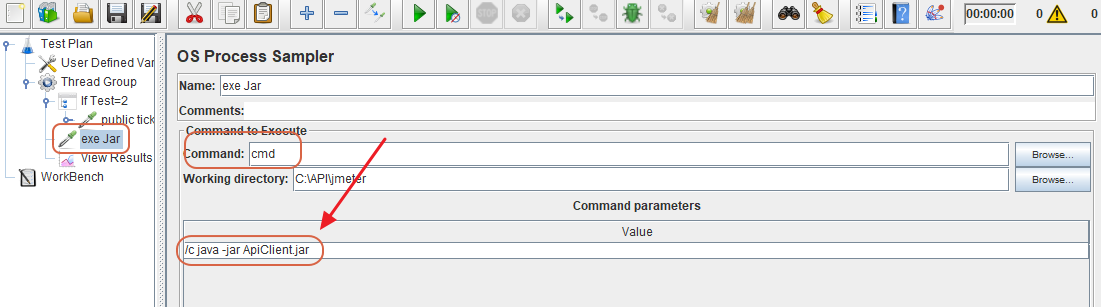 00:00:00 0 0
Test Plan
User Defined Var
Thread Group
If Test=2
public tick
exe Jar
View Results
WorkBench
OS Process Sampler
Name: exe Jar
Comments:
Command to Execute
Command: cmd Browse...
Working directory: C:\API\jmeter Browse...
Command parameters
Value
/c java -jar ApiClient.jar
STOP